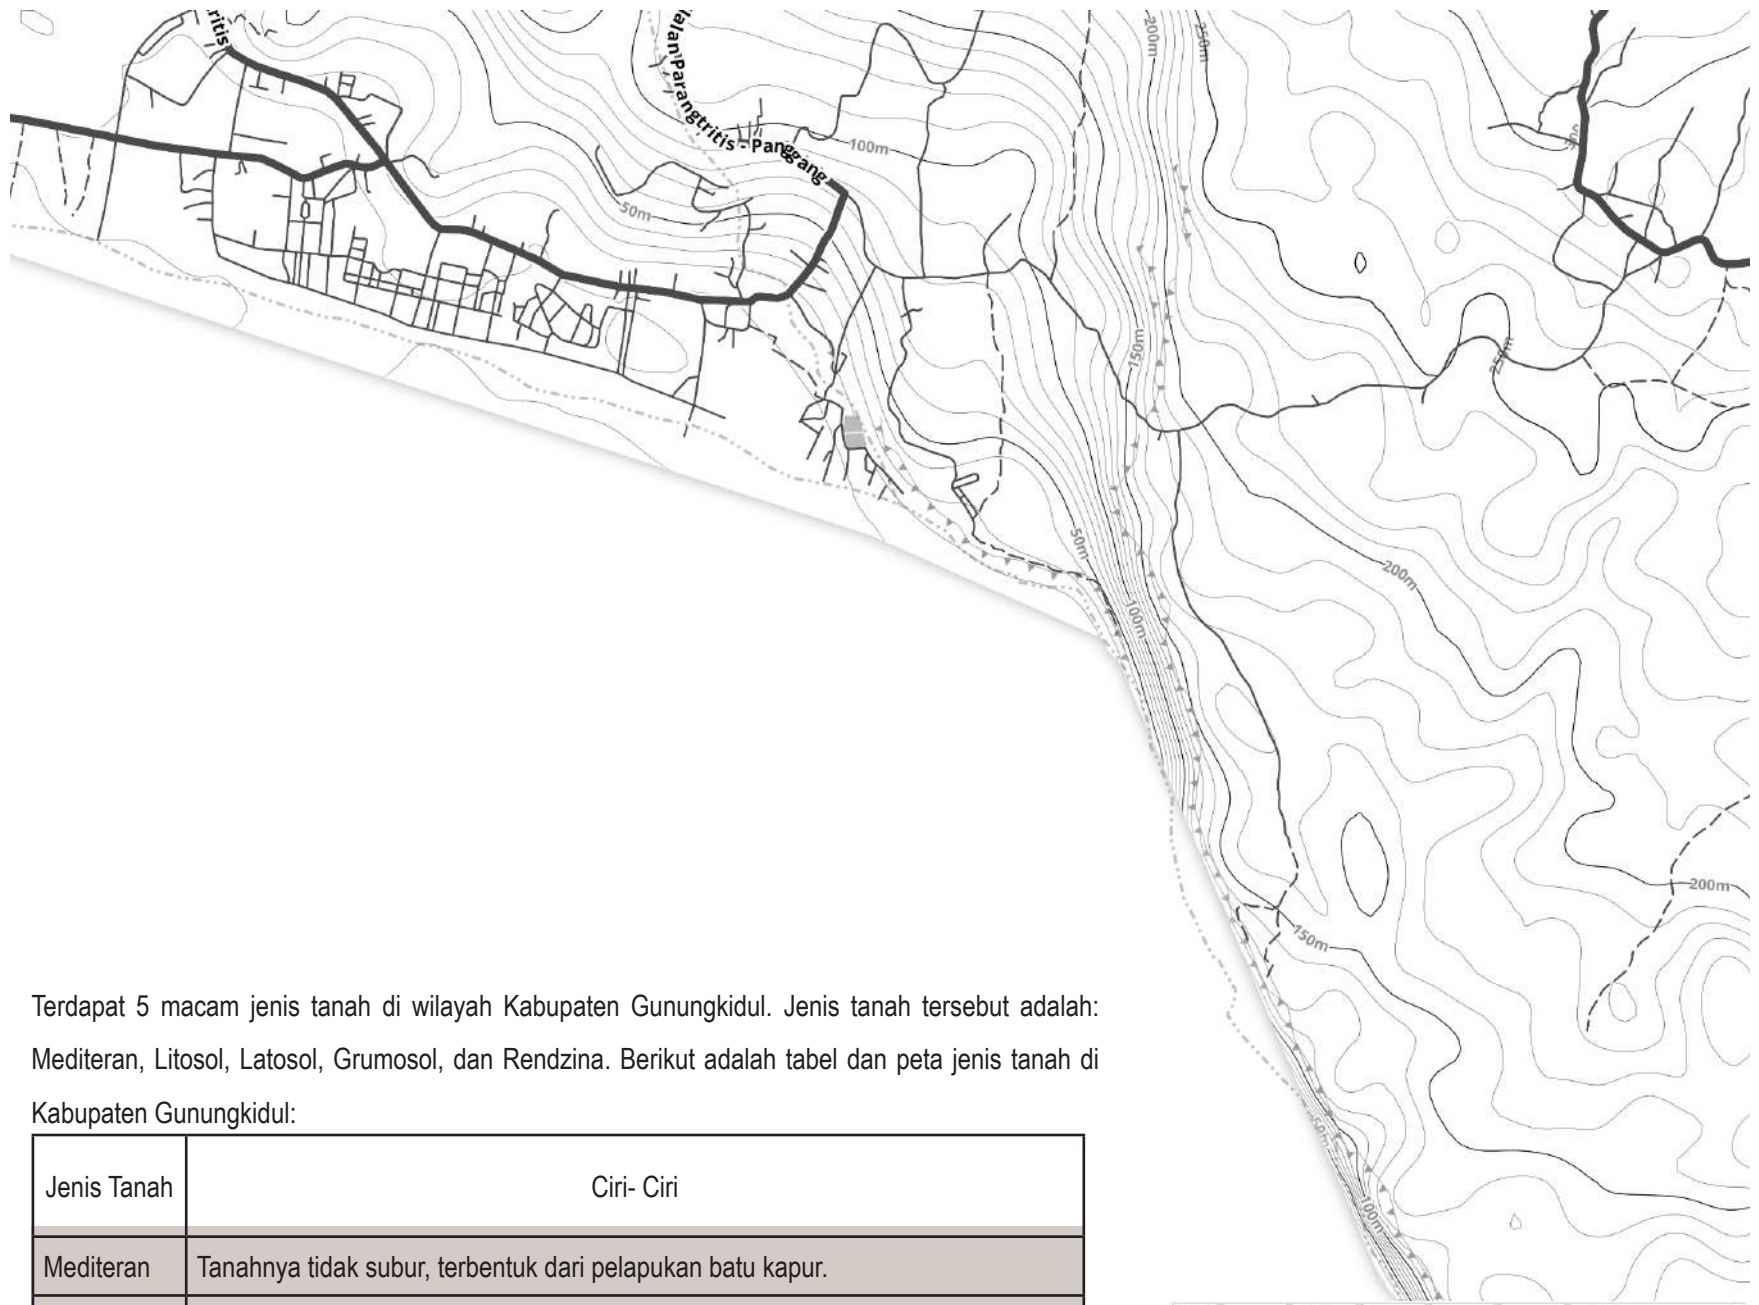 ritis
Jalan Parangtritis - Panggang
200m
250m
100m
300
50m
150m
250m
50m
200m
100m
200m
150m
50m
100m
Terdapat 5 macam jenis tanah di wilayah Kabupaten Gunungkidul. Jenis tanah tersebut adalah:
Mediteran, Litosol, Latosol, Grumosol, dan Rendzina. Berikut adalah tabel dan peta jenis tanah di
Kabupaten Gunungkidul:
Jenis Tanah
Ciri- Ciri
Mediteran
Tanahnya tidak subur, terbentuk dari pelapukan batu kapur.